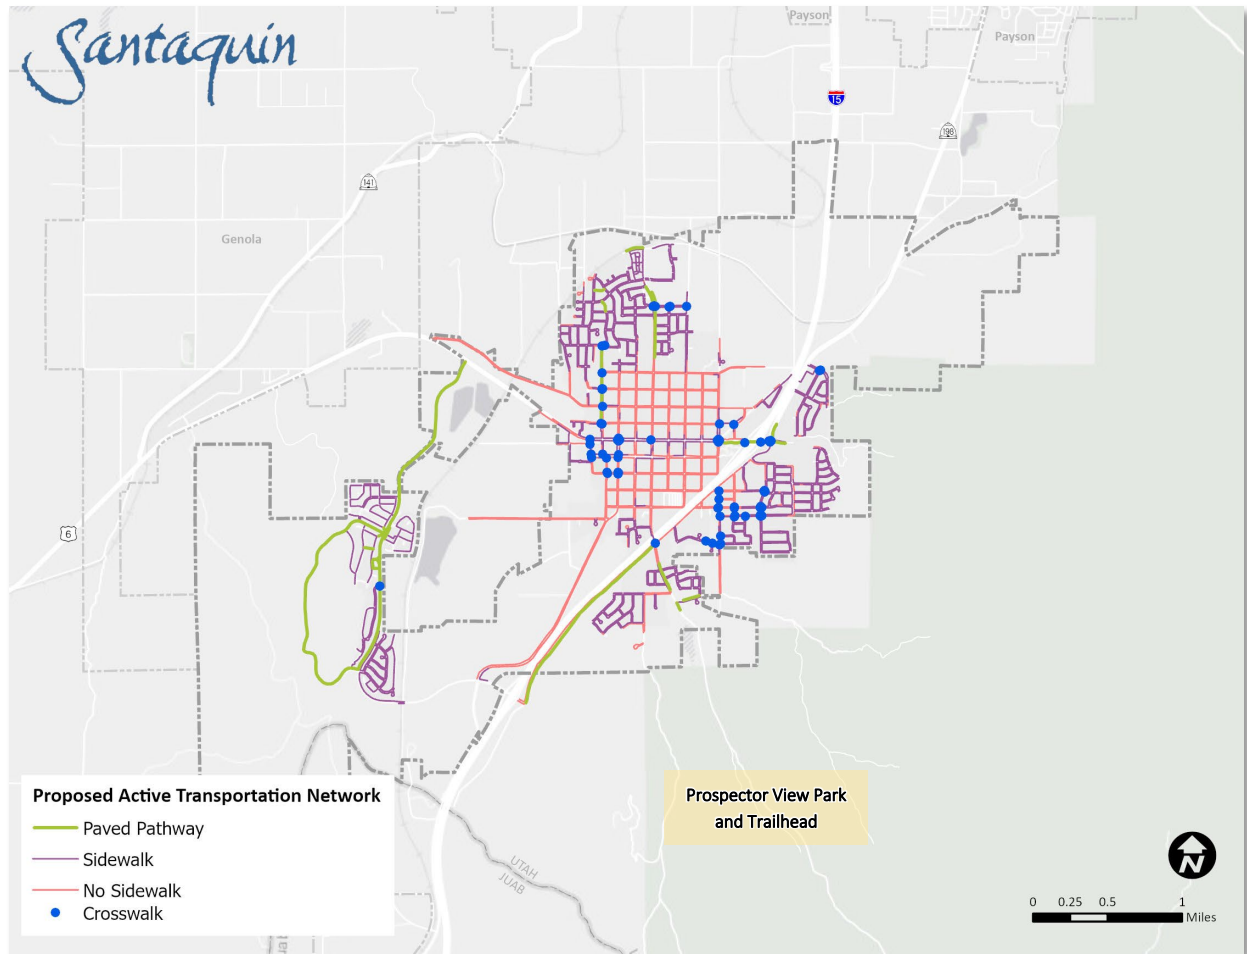 Santaquin
Payson
Payson
15
198
141
Genola
6
Prospector View Park
and Trailhead
Proposed Active Transportation Network
Paved Pathway
Sidewalk
No Sidewalk
Crosswalk
UTAH
JUAB
N
0 0.25 0.5 1
Miles